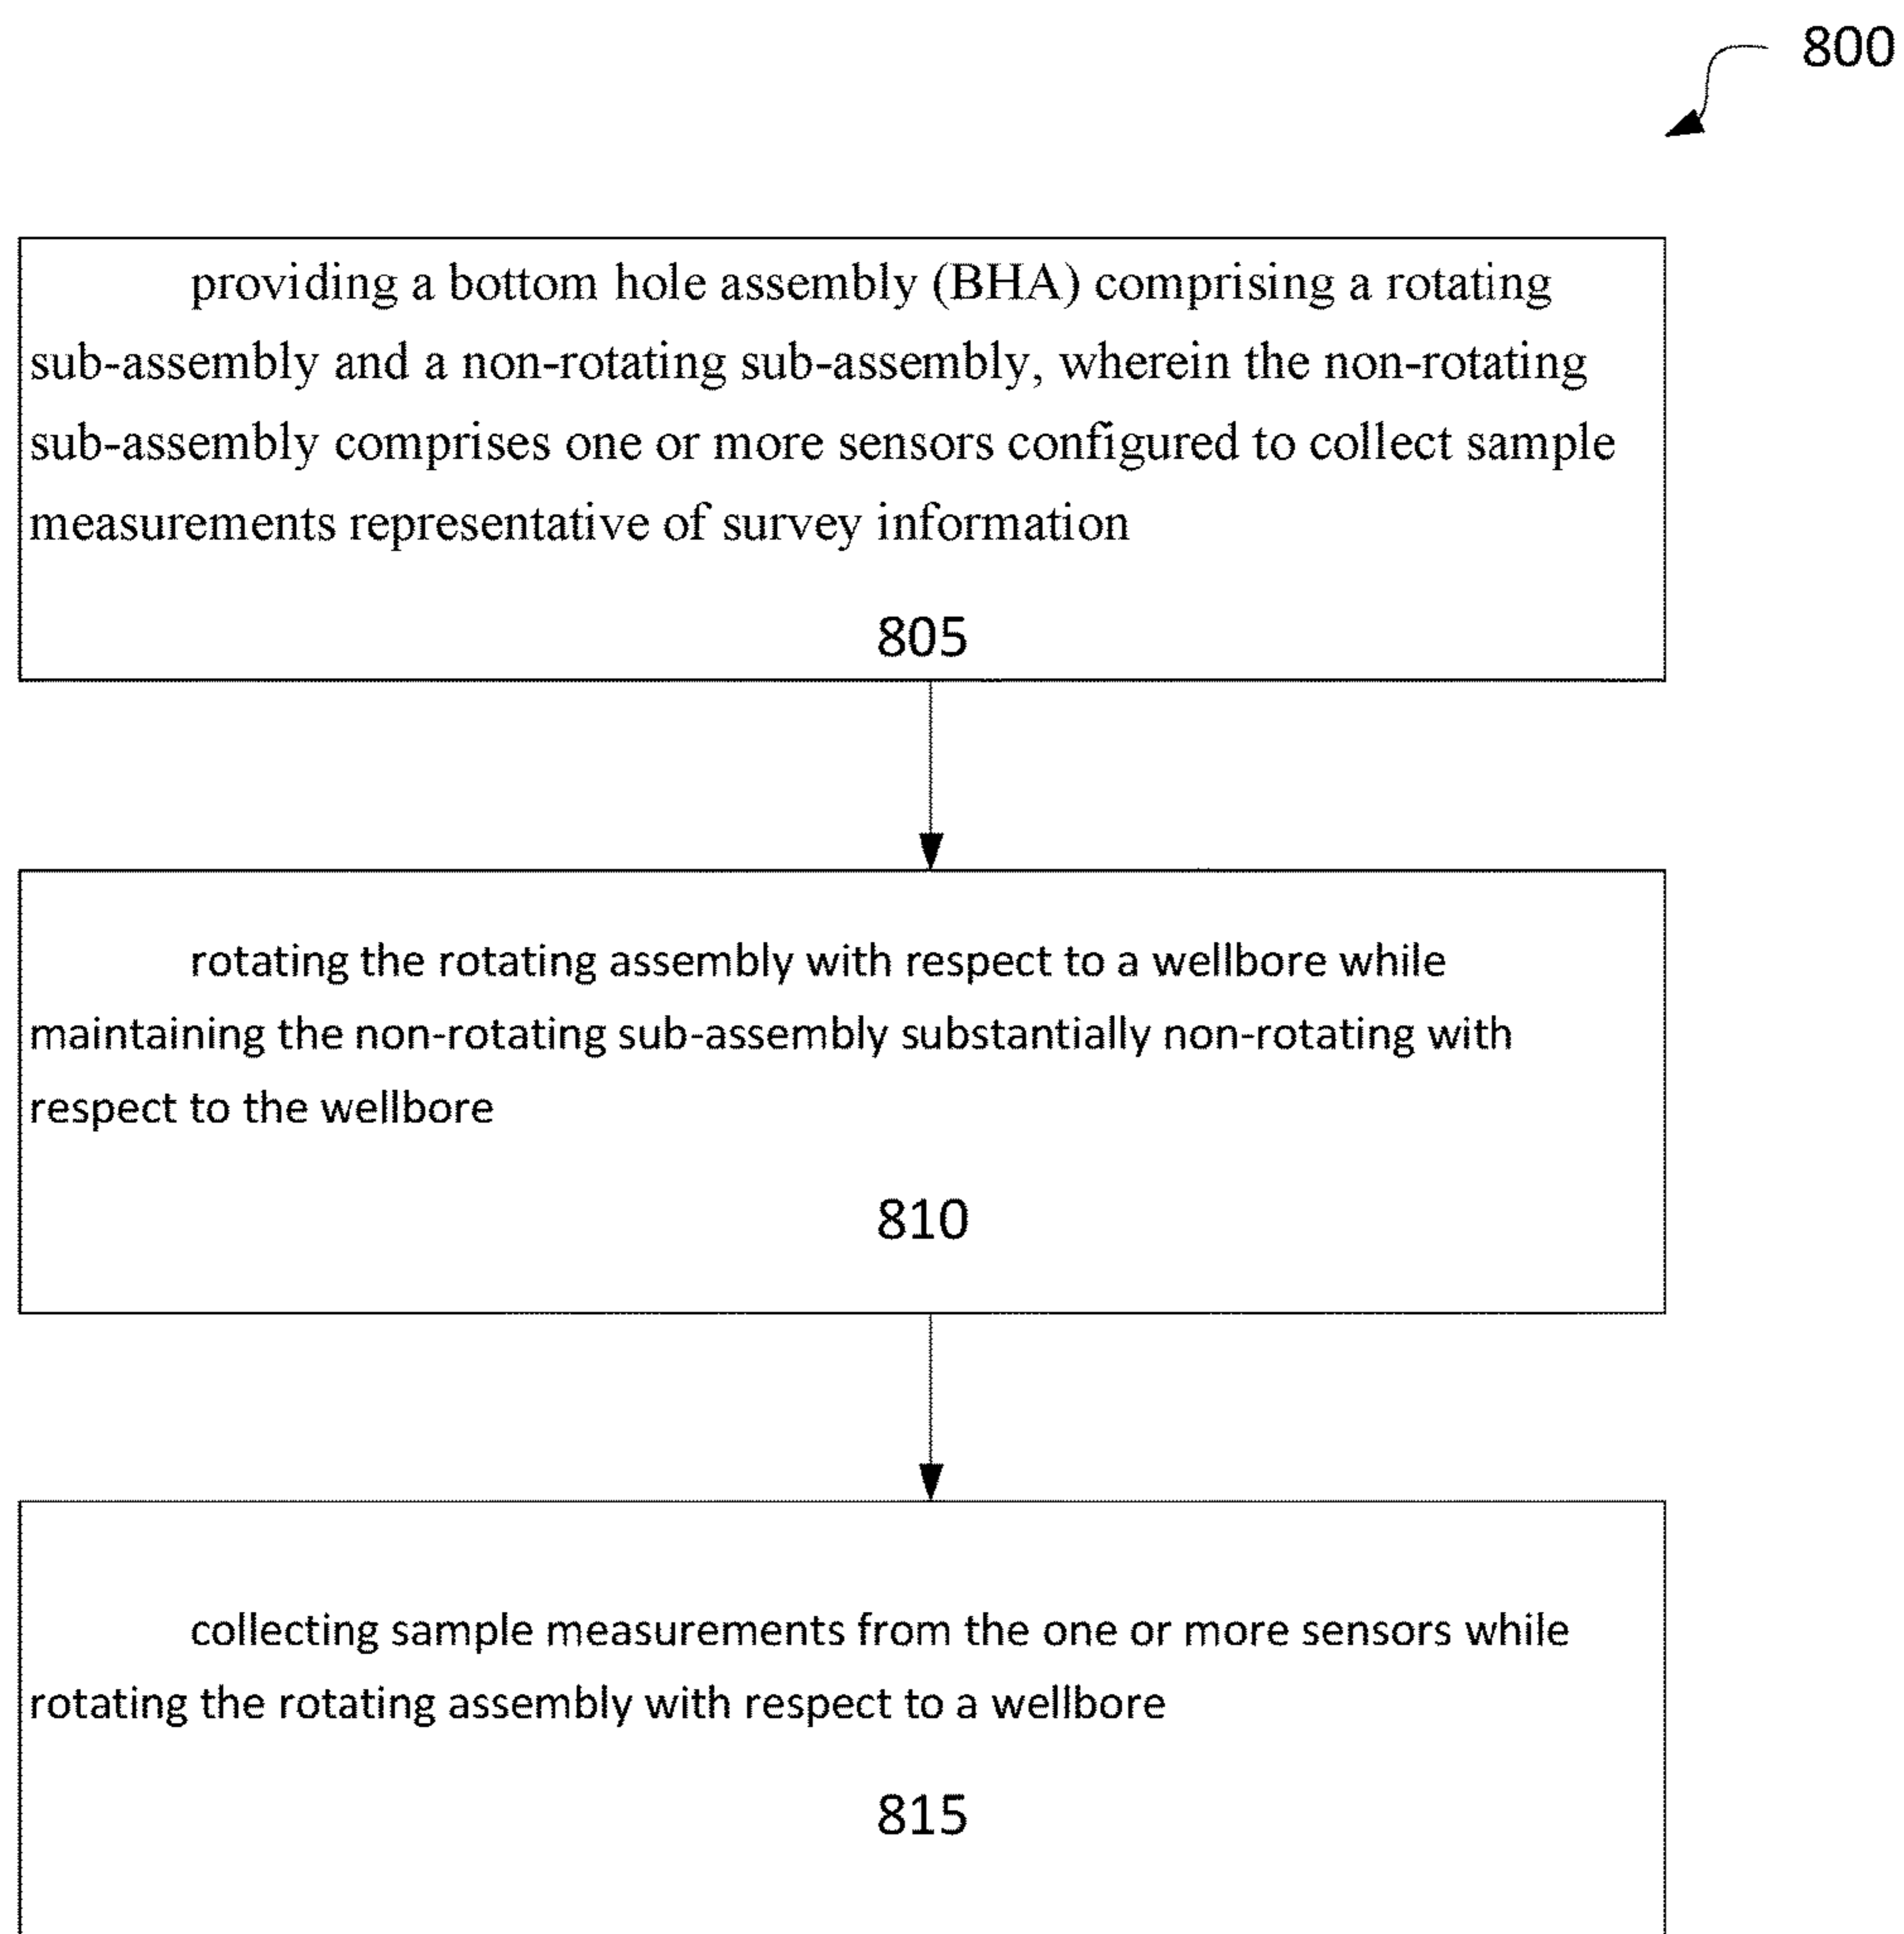 800
providing a bottom hole assembly (BHA) comprising a rotating
sub-assembly and a non-rotating sub-assembly, wherein the non-rotating
sub-assembly comprises one or more sensors configured to collect sample
measurements representative of survey information
805
rotating the rotating assembly with respect to a wellbore while
maintaining the non-rotating sub-assembly substantially non-rotating with
respect to the wellbore
810
collecting sample measurements from the one or more sensors while
rotating the rotating assembly with respect to a wellbore
815